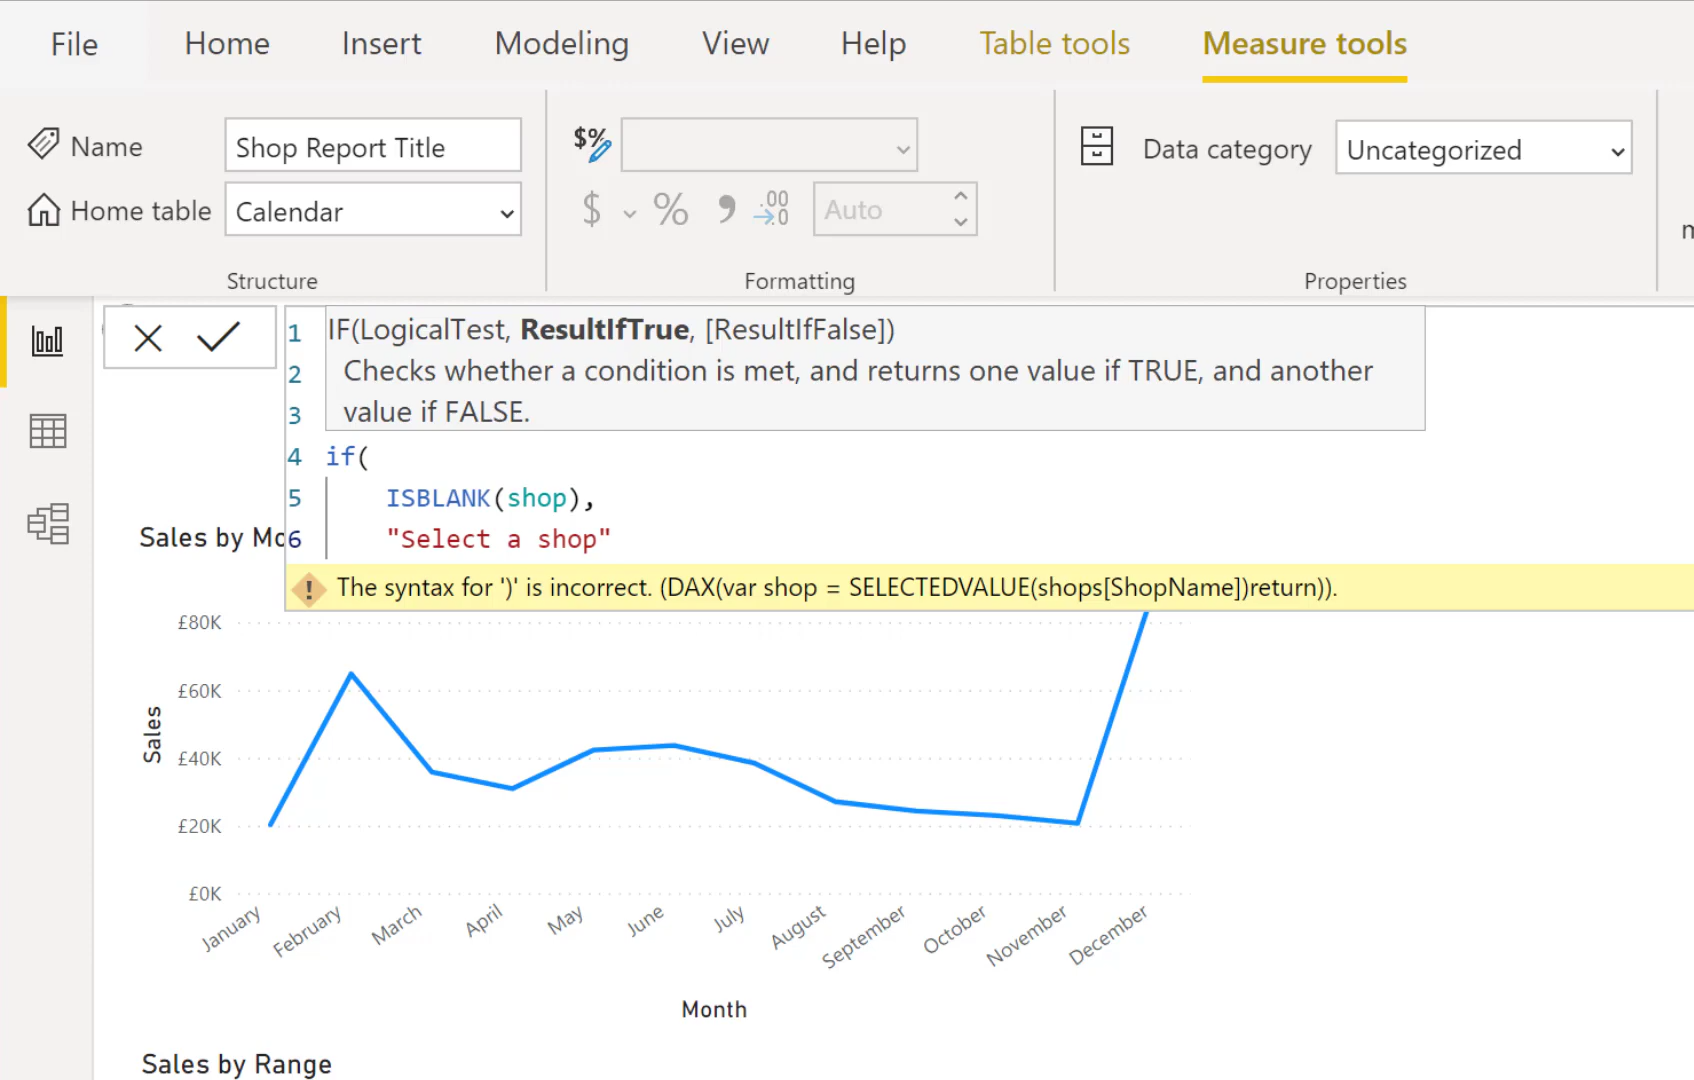 File Home Insert Modeling View Help Table tools Measure tools
Name Shop Report Title
Home table Calendar
Structure
$%
$ % , .00 .0 Auto
Formatting
Data category Uncategorized
Properties
1 IF(LogicalTest, ResultIfTrue, [ResultIfFalse])
2 Checks whether a condition is met, and returns one value if TRUE, and another
3 value if FALSE.
4 if(
5 ISBLANK(shop),
6 "Select a shop"
The syntax for ')' is incorrect. (DAX(var shop = SELECTEDVALUE(shops[ShopName])return)).
Sales by Mo
£80K
£60K
£40K
£20K
£0K
Sales
January February March April May June July August September October November December
Month
Sales by Range